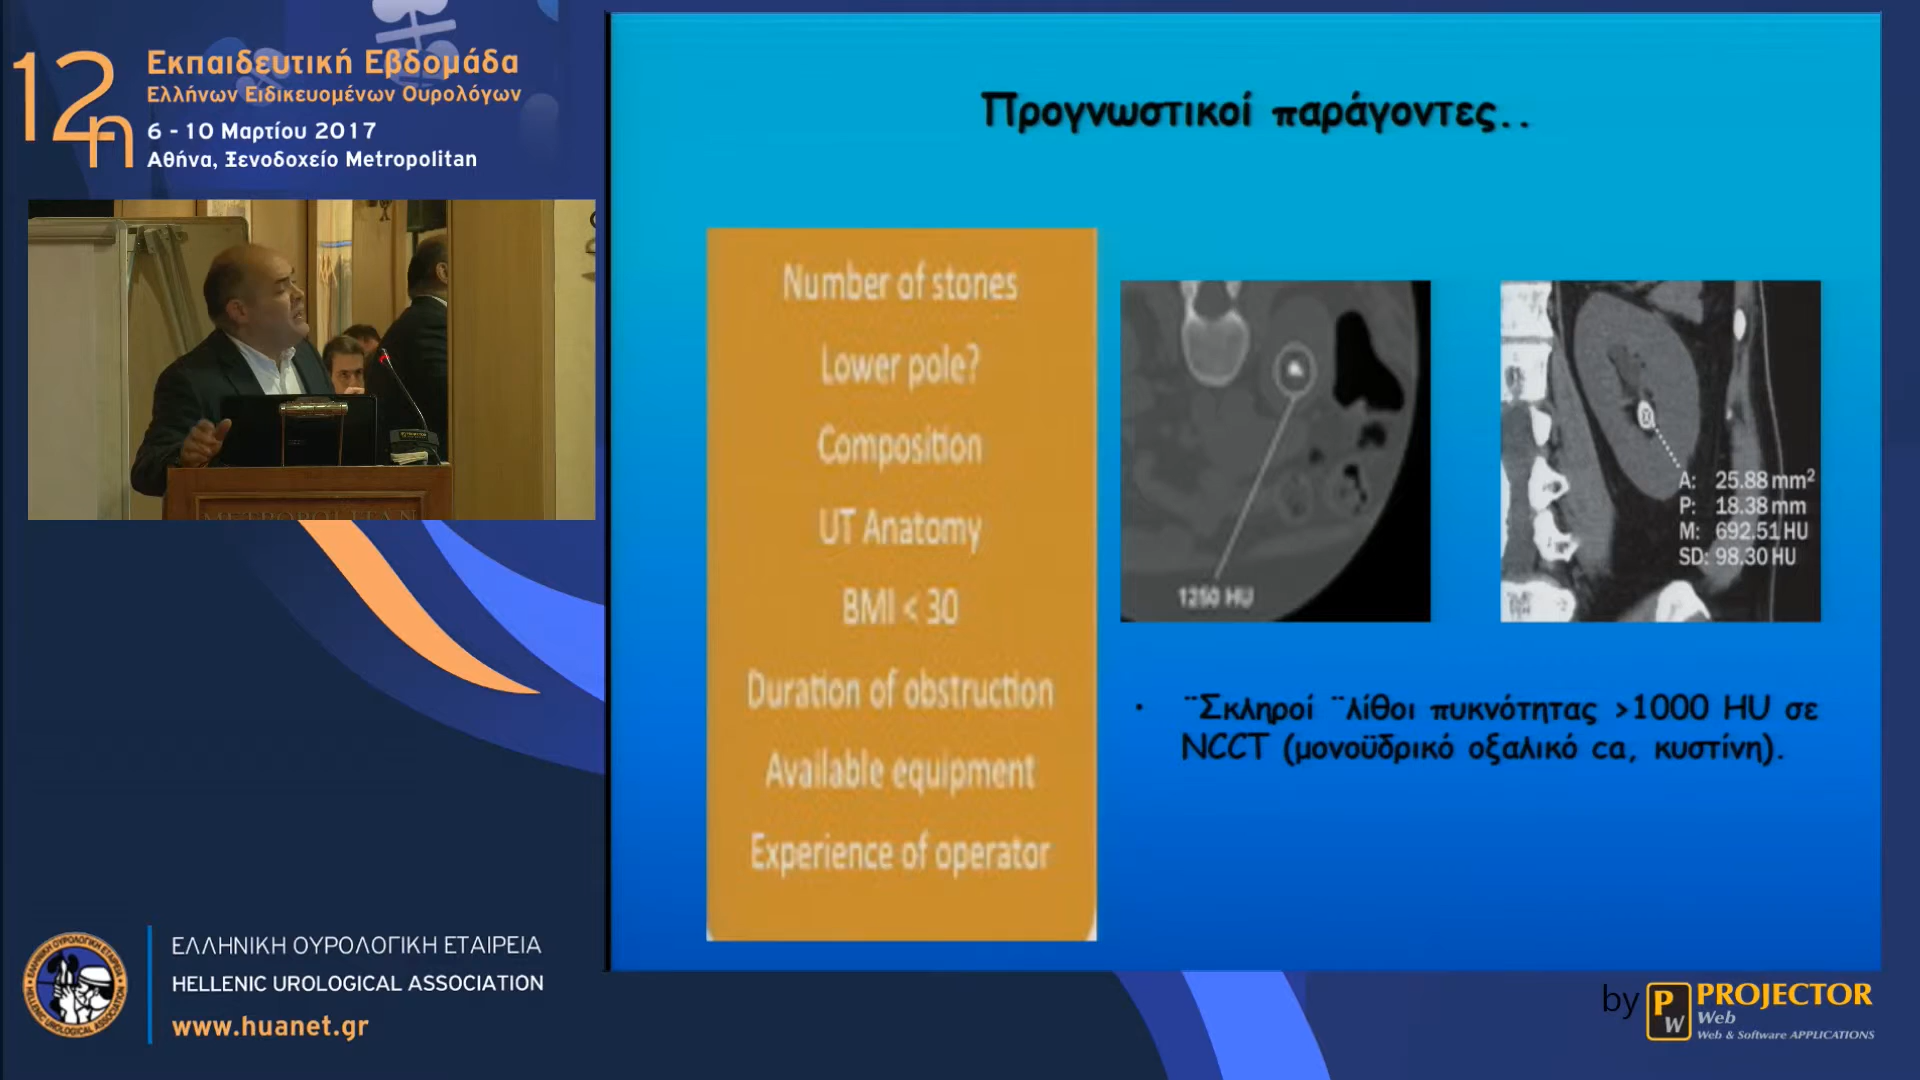 12η
Εκπαιδευτική Εβδομάδα
Ελλήνων Ειδικευομένων Ουρολόγων
6 - 10 Μαρτίου 2017
Αθήνα, Ξενοδοχείο Metropolitan
METROPOLITAN
Προγνωστικοί παράγοντες..
Number of stones
Lower pole?
Composition
UT Anatomy
BMI < 30
Duration of obstruction
Available equipment
Experience of operator
1250 HU
A: 25.88 mm²
P: 18.38 mm
M: 692.51 HU
SD: 98.30 HU
• ¨Σκληροί ¨λίθοι πυκνότητας >1000 HU σε
NCCT (μονοϋδρικό οξαλικό ca, κυστίνη).
ΕΛΛΗΝΙΚΗ ΟΥΡΟΛΟΓΙΚΗ ΕΤΑΙΡΕΙΑ
HELLENIC UROLOGICAL ASSOCIATION
www.huanet.gr
by PW PROJECTOR
Web
Web & Software APPLICATIONS